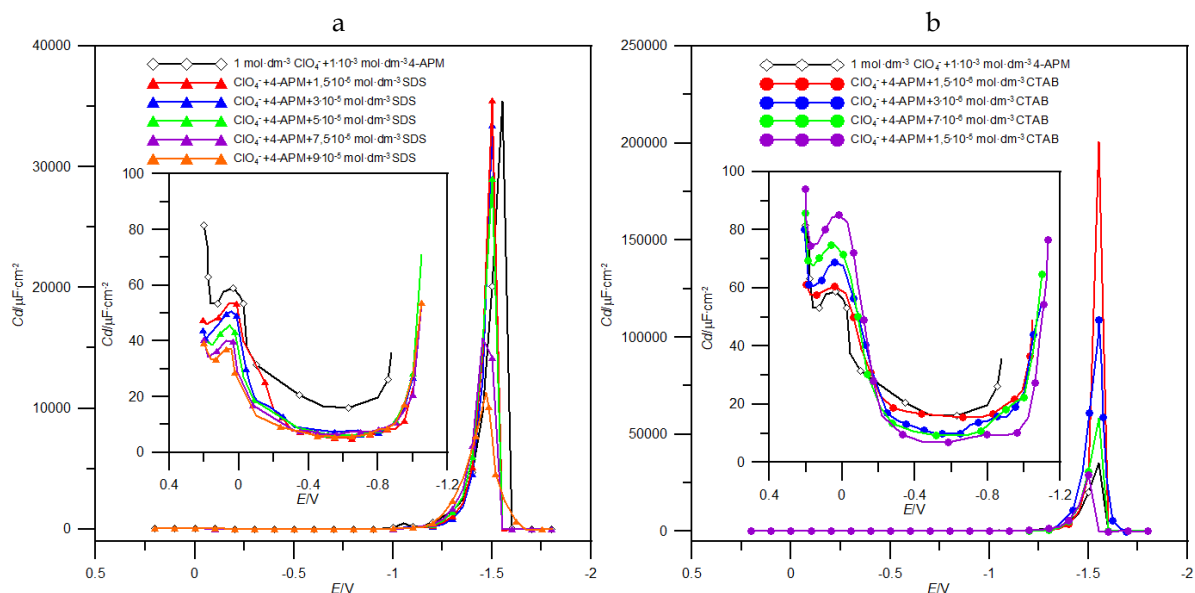 a
40000
30000
20000
10000
0
0.5
0
-0.5
-1
-1.5
-2
E/V
Cd/μF·cm⁻²
1 mol·dm⁻³ ClO₄⁻+1·10⁻³ mol·dm⁻³ 4-APM
ClO₄⁻+4-APM+1,5·10⁻⁶ mol·dm⁻³ SDS
ClO₄⁻+4-APM+3·10⁻⁵ mol·dm⁻³ SDS
ClO₄⁻+4-APM+5·10⁻⁵ mol·dm⁻³ SDS
ClO₄⁻+4-APM+7,5·10⁻⁵ mol·dm⁻³ SDS
ClO₄⁻+4-APM+9·10⁻⁵ mol·dm⁻³ SDS
100
80
60
40
20
0
0.4
0
-0.4
-0.8
-1.2
E/V
Cd/μF·cm⁻²
b
250000
200000
150000
100000
50000
0
0.5
0
-0.5
-1
-1.5
-2
E/V
Cd/μF·cm⁻²
1 mol·dm⁻³ ClO₄⁻+1·10⁻³ mol·dm⁻³ 4-APM
ClO₄⁻+4-APM+1,5·10⁻⁶ mol·dm⁻³ CTAB
ClO₄⁻+4-APM+3·10⁻⁶ mol·dm⁻³ CTAB
ClO₄⁻+4-APM+7·10⁻⁶ mol·dm⁻³ CTAB
ClO₄⁻+4-APM+1,5·10⁻⁵ mol·dm⁻³ CTAB
100
80
60
40
20
0
0.4
0
-0.4
-0.8
-1.2
E/V
Cd/μF·cm⁻²